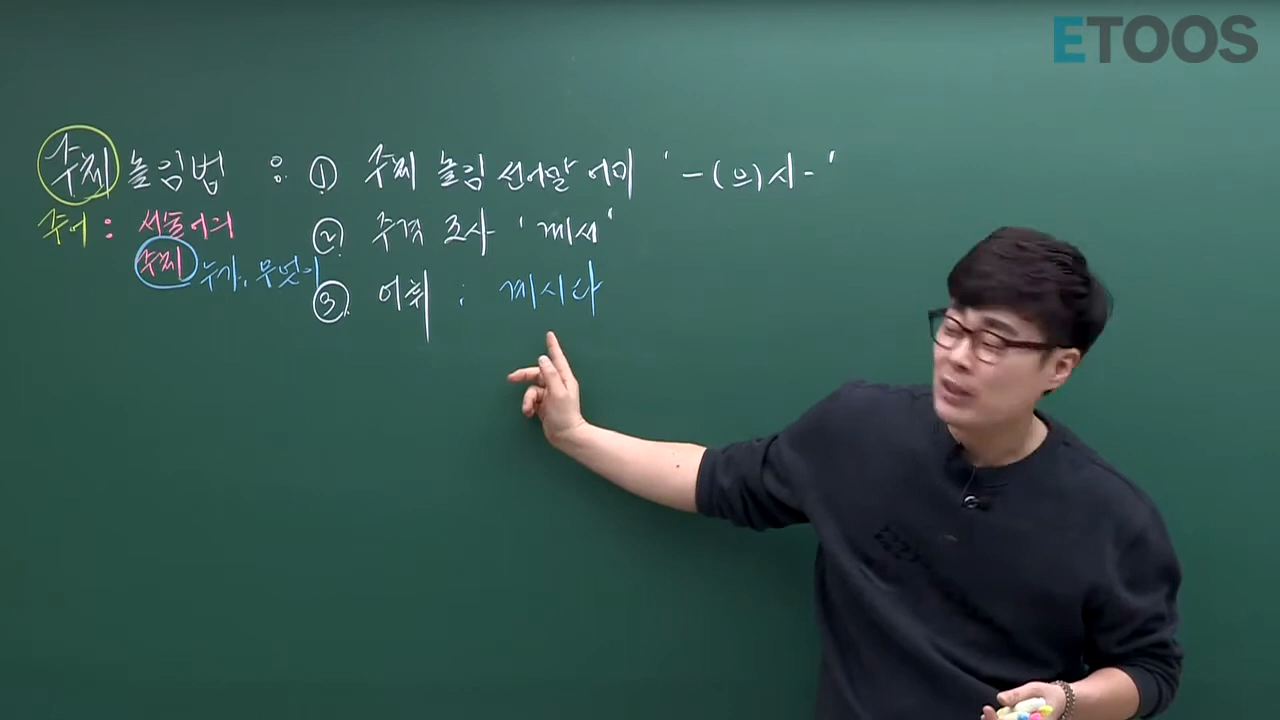 ETOOS
주체 높임법 : ① 주체 높임 선어말 어미 '-(으)시-'
주어 : 서술어의
주체 누가, 무엇이
② 주격 조사 '께서'
③ 어휘 : 계시다